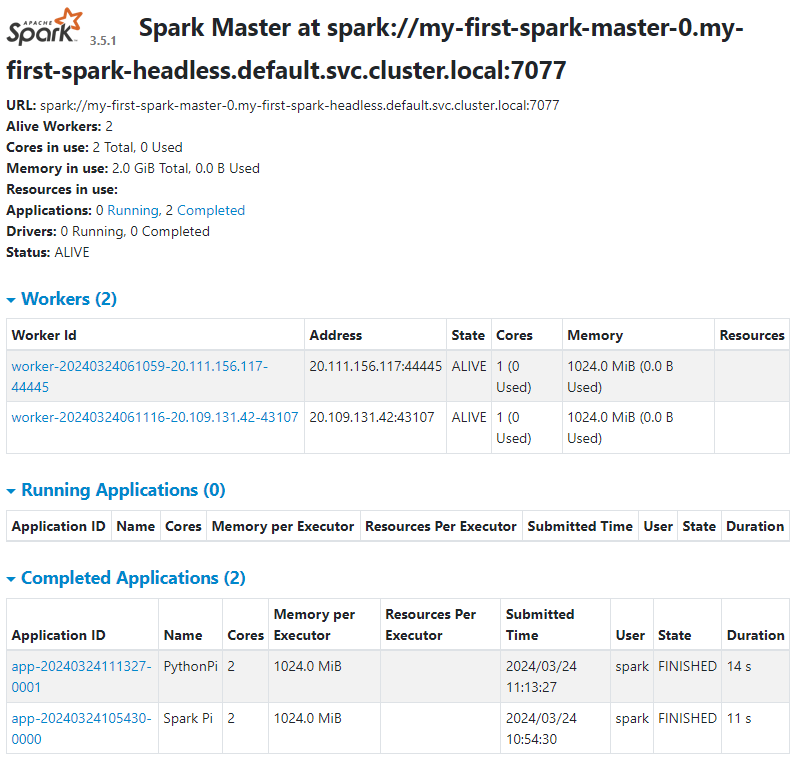 APACHE
Spark 3.5.1 Spark Master at spark://my-first-spark-master-0.my-
first-spark-headless.default.svc.cluster.local:7077
URL: spark://my-first-spark-master-0.my-first-spark-headless.default.svc.cluster.local:7077
Alive Workers: 2
Cores in use: 2 Total, 0 Used
Memory in use: 2.0 GiB Total, 0.0 B Used
Resources in use:
Applications: 0 Running, 2 Completed
Drivers: 0 Running, 0 Completed
Status: ALIVE
Workers (2)
Worker Id Address State Cores Memory Resources
worker-20240324061059-20.111.156.117- 20.111.156.117:44445 ALIVE 1 (0 1024.0 MiB (0.0 B
44445 Used) Used)
worker-20240324061116-20.109.131.42-43107 20.109.131.42:43107 ALIVE 1 (0 1024.0 MiB (0.0 B
Used) Used)
Running Applications (0)
Application ID Name Cores Memory per Executor Resources Per Executor Submitted Time User State Duration
Completed Applications (2)
Memory per Resources Per Submitted
Application ID Name Cores Executor Executor Time User State Duration
app-20240324111327- PythonPi 2 1024.0 MiB 2024/03/24 spark FINISHED 14 s
0001 11:13:27
app-20240324105430- Spark Pi 2 1024.0 MiB 2024/03/24 spark FINISHED 11 s
0000 10:54:30